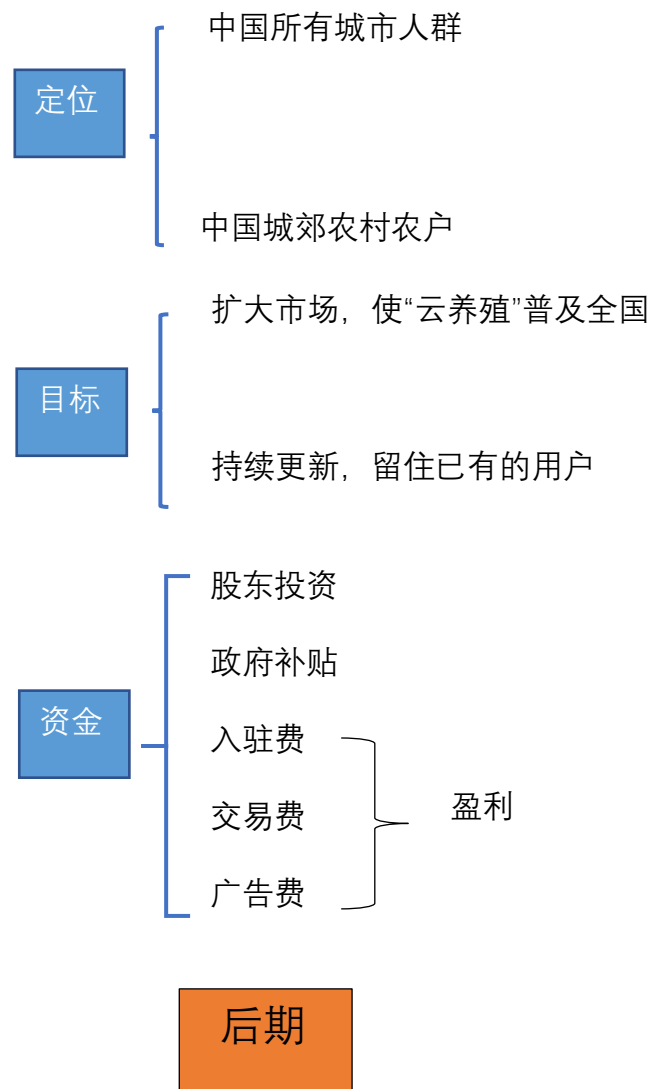 中国所有城市人群
定位
中国城郊农村农户
扩大市场，使“云养殖”普及全国
目标
持续更新，留住已有的用户
股东投资
政府补贴
资金
入驻费
交易费
盈利
广告费
后期